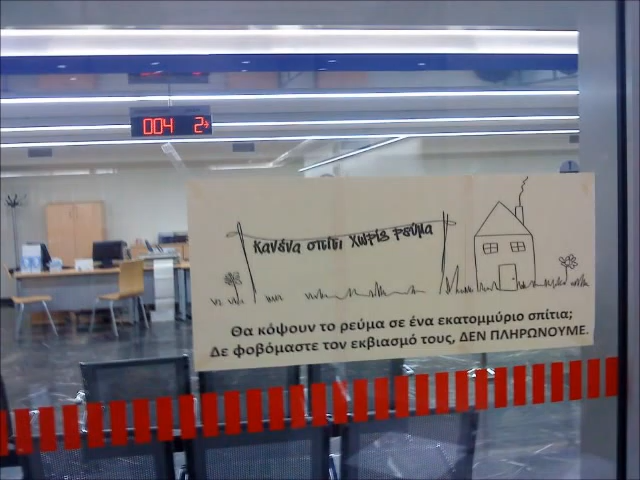 004 2
Κανένα σπίτι χωρίς ρεύμα
Θα κόψουν το ρεύμα σε ένα εκατομμύριο σπίτια;
Δε φοβόμαστε τον εκβιασμό τους, ΔΕΝ ΠΛΗΡΩΝΟΥΜΕ.